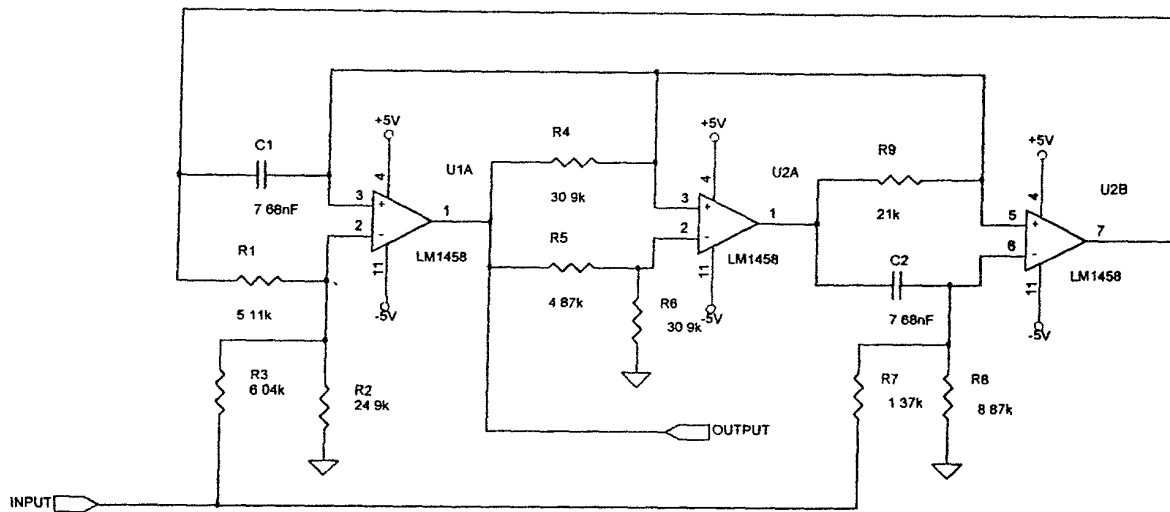 C1
7 68nF
R1
5 11k
R3
6 04k
R2
24 9k
INPUT
+5V
4
3
+
2
-
11
-5V
1
U1A
LM1458
R4
30 9k
R5
4 87k
R6
30 9k
OUTPUT
+5V
4
3
+
2
-
11
-5V
1
U2A
LM1458
R9
21k
C2
7 68nF
R7
1 37k
R8
8 87k
+5V
4
5
+
6
-
11
-5V
7
U2B
LM1458